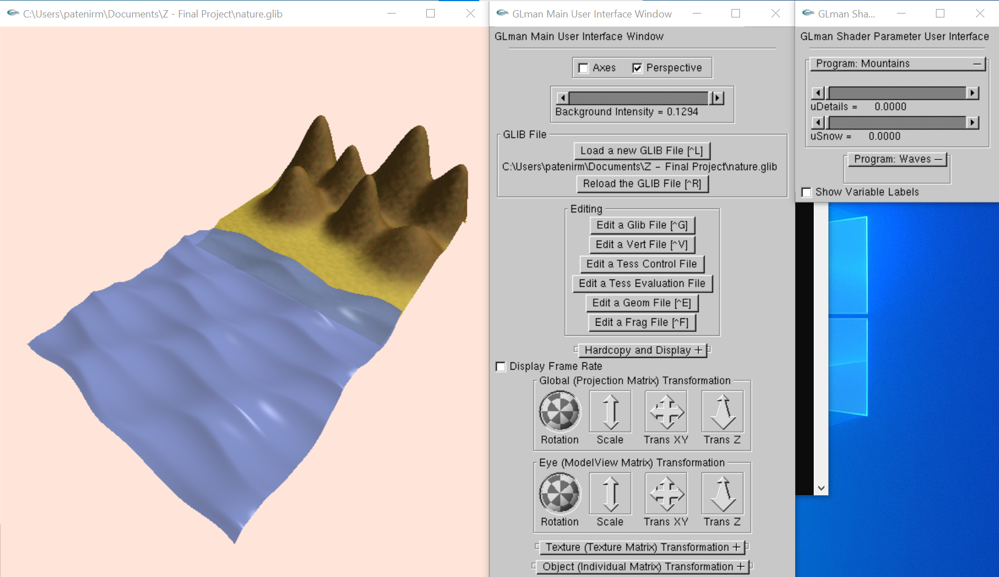 C:\Users\patenirm\Documents\Z - Final Project\nature.glib
GLman Main User Interface Window
GLman Sha...
GLman Main User Interface Window
Axes
Perspective
Background Intensity = 0.1294
GLIB File
Load a new GLIB File [^L]
C:\Users\patenirm\Documents\Z - Final Project\nature.glib
Reload the GLIB File [^R]
Editing
Edit a Glib File [^G]
Edit a Vert File [^V]
Edit a Tess Control File
Edit a Tess Evaluation File
Edit a Geom File [^E]
Edit a Frag File [^F]
Hardcopy and Display +
Display Frame Rate
Global (Projection Matrix) Transformation
Rotation Scale Trans XY Trans Z
Eye (ModelView Matrix) Transformation
Rotation Scale Trans XY Trans Z
Texture (Texture Matrix) Transformation +
Object (Individual Matrix) Transformation +
GLman Shader Parameter User Interface
Program: Mountains −
uDetails = 0.0000
uSnow = 0.0000
Program: Waves −
Show Variable Labels